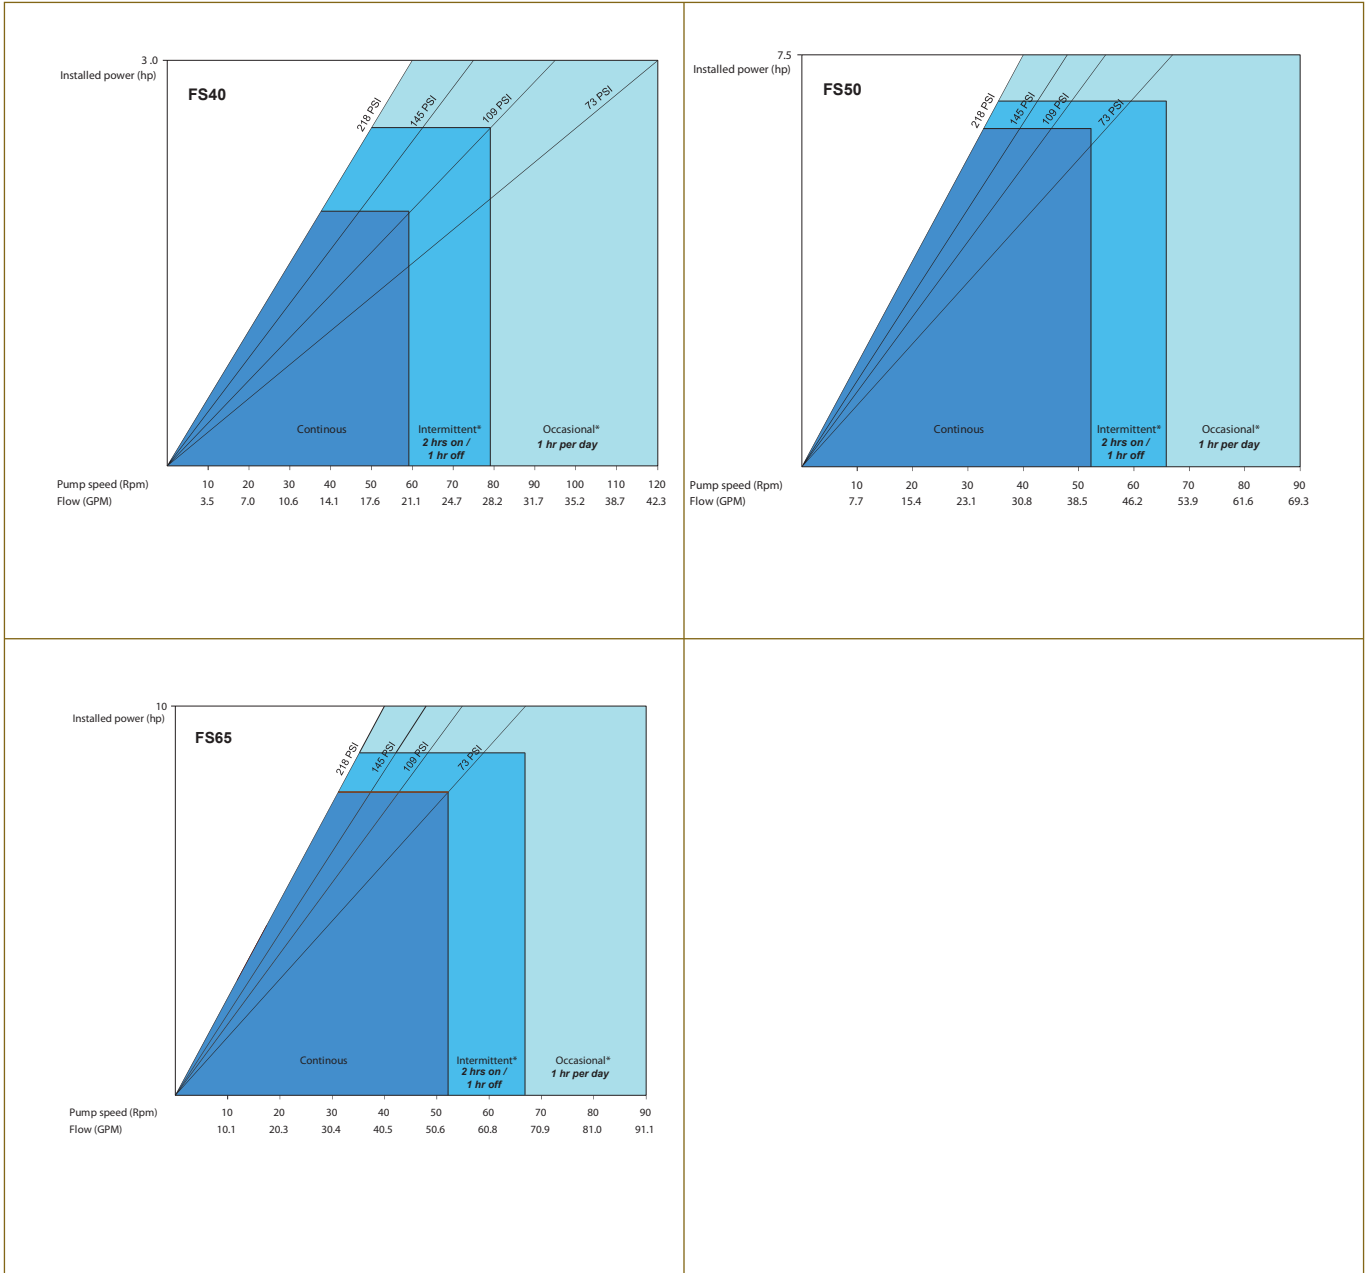 3.0
Installed power (hp)
FS40
218 PSI
145 PSI
109 PSI
73 PSI
Continous
Intermittent*
2 hrs on /
1 hr off
Occasional*
1 hr per day
Pump speed (Rpm) 10 20 30 40 50 60 70 80 90 100 110 120
Flow (GPM) 3.5 7.0 10.6 14.1 17.6 21.1 24.7 28.2 31.7 35.2 38.7 42.3
7.5
Installed power (hp)
FS50
218 PSI
145 PSI
109 PSI
73 PSI
Continous
Intermittent*
2 hrs on /
1 hr off
Occasional*
1 hr per day
Pump speed (Rpm) 10 20 30 40 50 60 70 80 90
Flow (GPM) 7.7 15.4 23.1 30.8 38.5 46.2 53.9 61.6 69.3
10
Installed power (hp)
FS65
218 PSI
145 PSI
109 PSI
73 PSI
Continous
Intermittent*
2 hrs on /
1 hr off
Occasional*
1 hr per day
Pump speed (Rpm) 10 20 30 40 50 60 70 80 90
Flow (GPM) 10.1 20.3 30.4 40.5 50.6 60.8 70.9 81.0 91.1